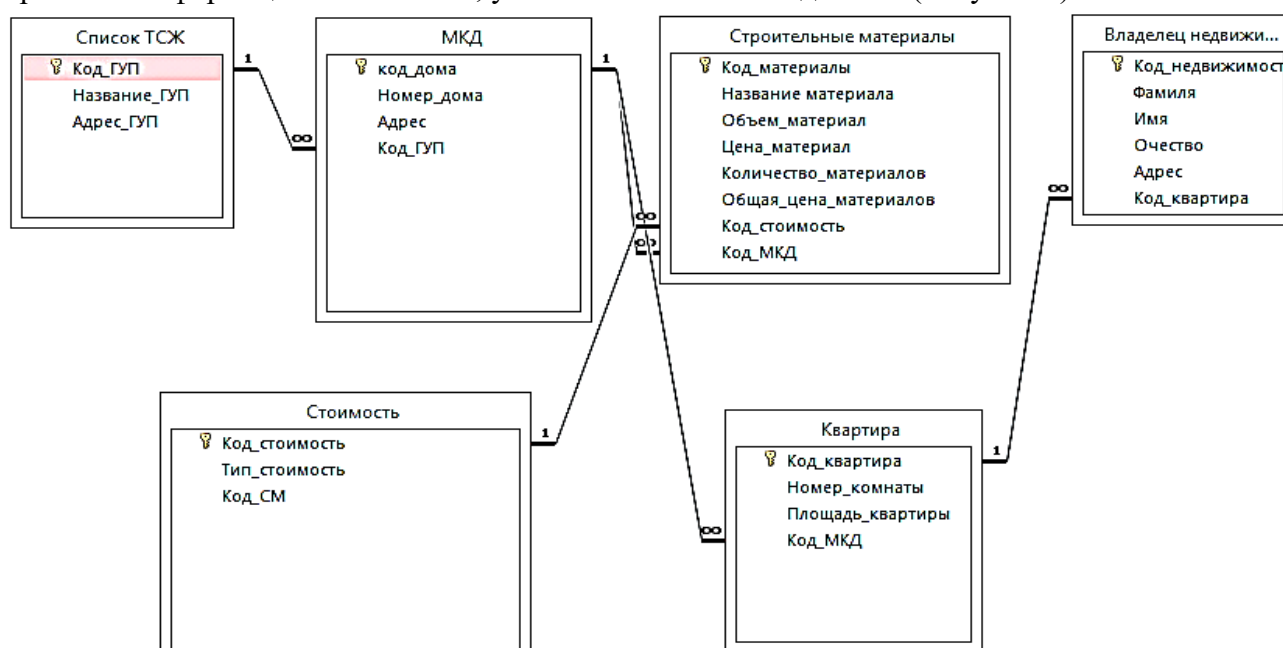 Список ТСЖ
Код_ГУП
Название_ГУП
Адрес_ГУП
1
∞
МКД
код_дома
Номер_дома
Адрес
Код_ГУП
1
Строительные материалы
Код_материалы
Название материала
Объем_материал
Цена_материал
Количество_материалов
Общая_цена_материалов
Код_стоимость
Код_МКД
∞
∞
Владелец недвижи...
Код_недвижимост
Фамиля
Имя
Очество
Адрес
Код_квартира
∞
Стоимость
Код_стоимость
Тип_стоимость
Код_СМ
1
Квартира
Код_квартира
Номер_комнаты
Площадь_квартиры
Код_МКД
1
∞